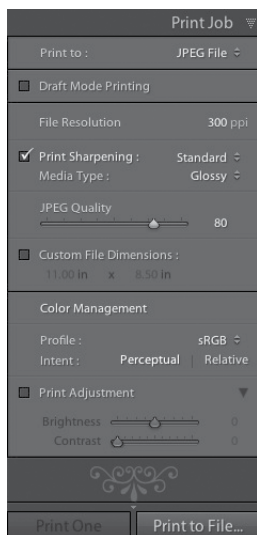 Print Job
Print to : JPEG File
Draft Mode Printing
File Resolution 300 ppi
Print Sharpening : Standard
Media Type : Glossy
JPEG Quality
80
Custom File Dimensions :
11.00 in x 8.50 in
Color Management
Profile : sRGB
Intent : Perceptual | Relative
Print Adjustment
Brightness 0
Contrast 0
Print One Print to File...